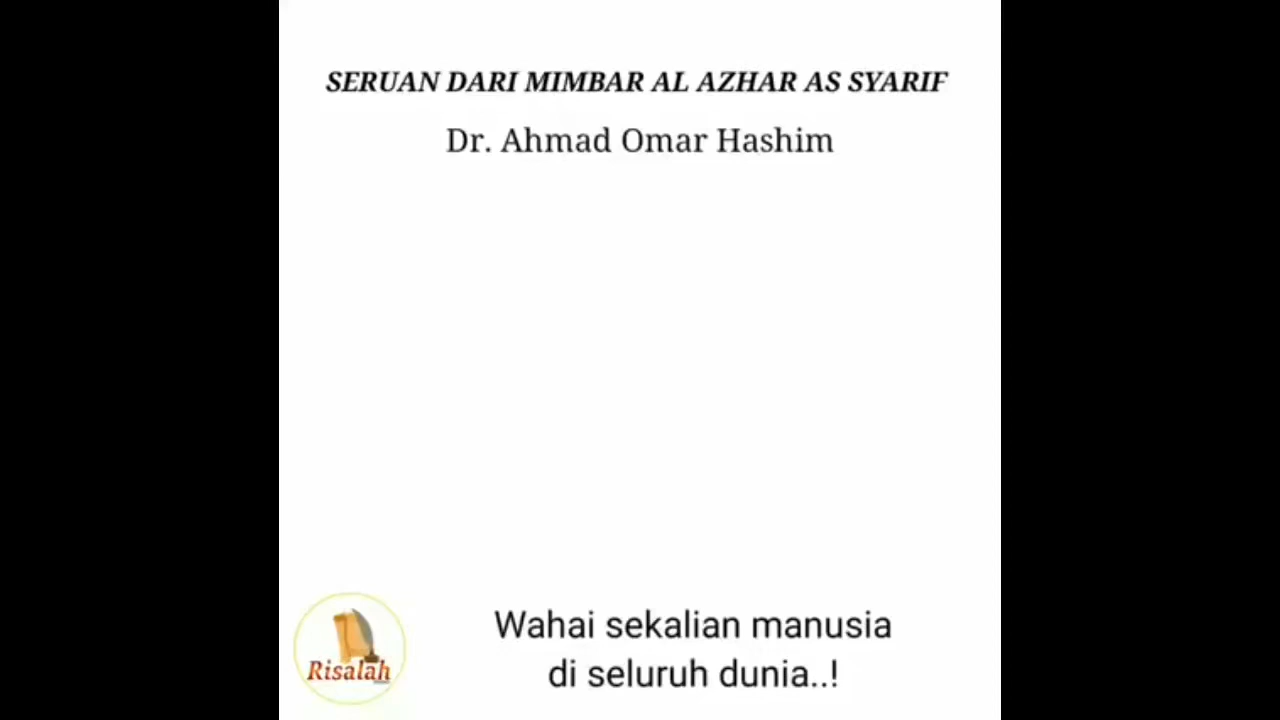 SERUAN DARI MIMBAR AL AZHAR AS SYARIF
Dr. Ahmad Omar Hashim
Wahai sekalian manusia
di seluruh dunia..!
Risalah